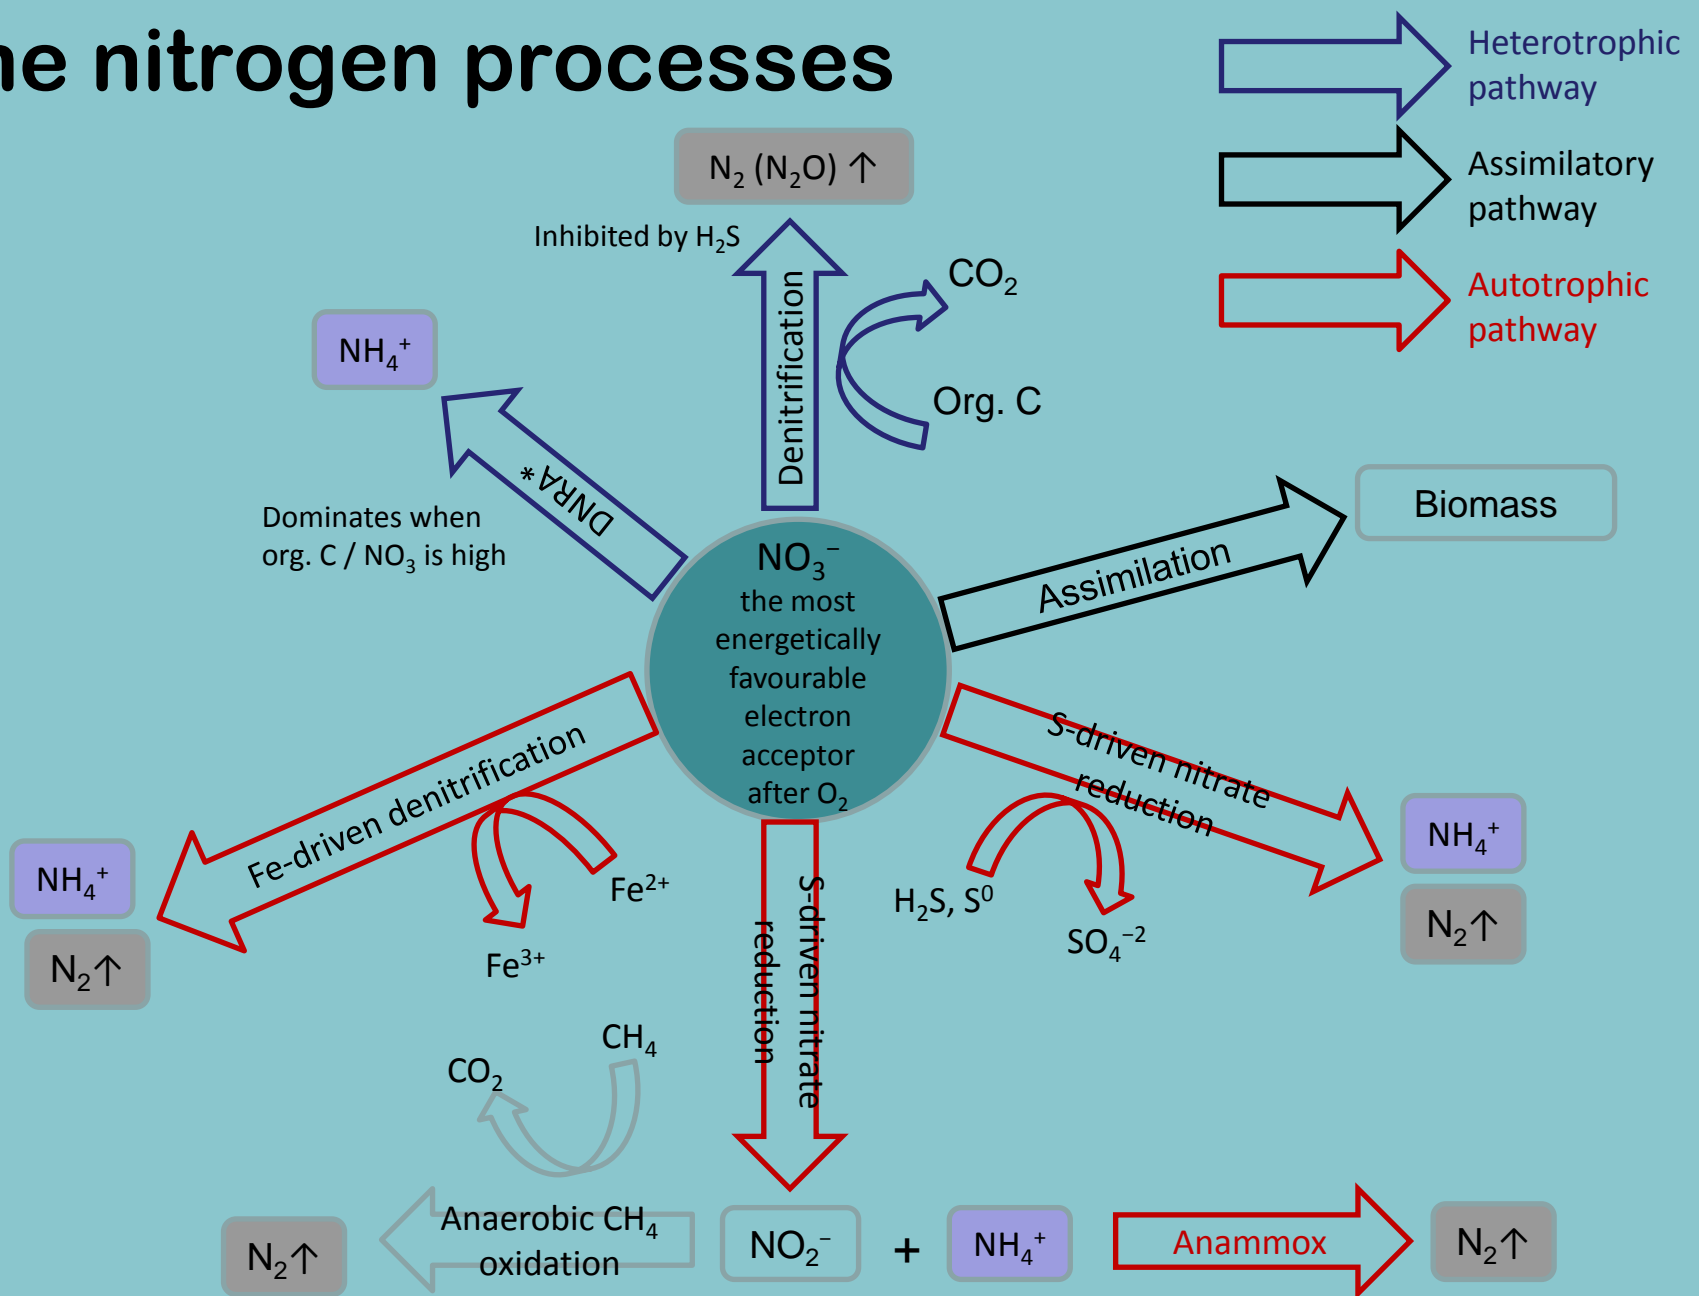 ne nitrogen processes
Heterotrophic
pathway
Assimilatory
pathway
Autotrophic
pathway
N₂ (N₂O) ↑
Inhibited by H₂S
Denitrification
CO₂
Org. C
NH₄⁺
DNRA*
Dominates when
org. C / NO₃ is high
Biomass
Assimilation
NO₃⁻
the most
energetically
favourable
electron
acceptor
after O₂
S-driven nitrate
reduction
H₂S, S⁰
SO₄⁻²
NH₄⁺
N₂↑
Fe-driven denitrification
Fe²⁺
Fe³⁺
NH₄⁺
N₂↑
S-driven nitrate
reduction
CH₄
CO₂
Anaerobic CH₄
oxidation
N₂↑
NO₂⁻ + NH₄⁺
Anammox
N₂↑